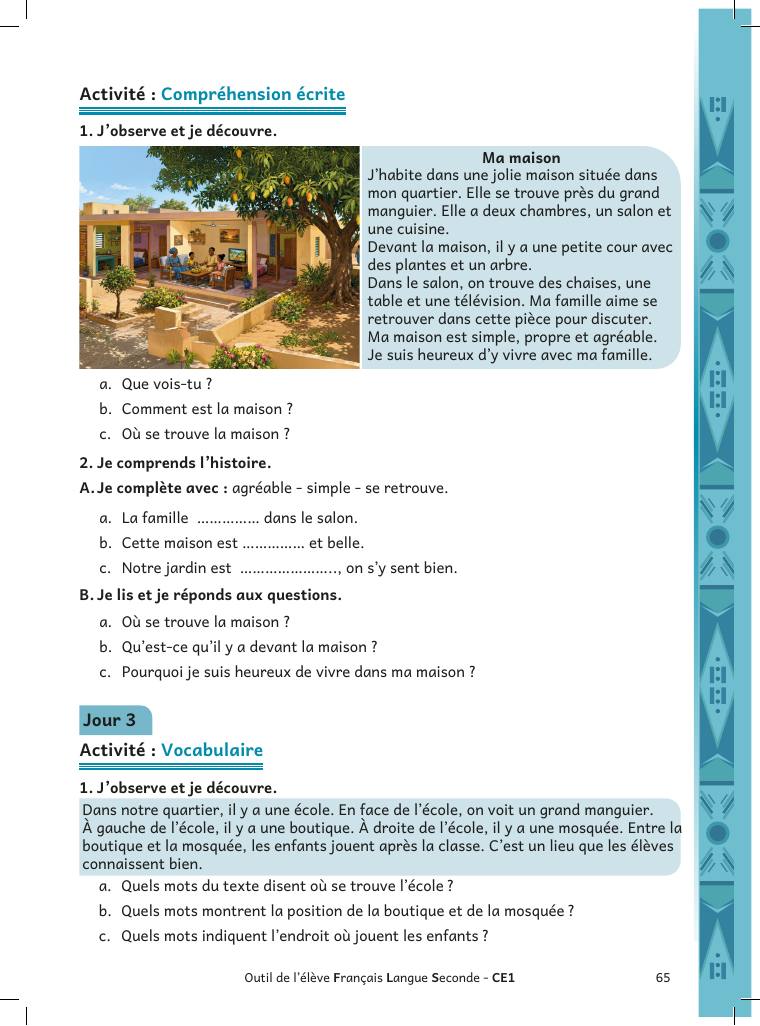 Activité : Compréhension écrite
1. J'observe et je découvre.
Ma maison
J'habite dans une jolie maison située dans
mon quartier. Elle se trouve près du grand
manguier. Elle a deux chambres, un salon et
une cuisine.
Devant la maison, il y a une petite cour avec
des plantes et un arbre.
Dans le salon, on trouve des chaises, une
table et une télévision. Ma famille aime se
retrouver dans cette pièce pour discuter.
Ma maison est simple, propre et agréable.
Je suis heureux d'y vivre avec ma famille.
a. Que vois-tu ?
b. Comment est la maison ?
c. Où se trouve la maison ?
2. Je comprends l'histoire.
A. Je complète avec : agréable - simple - se retrouve.
a. La famille …………… dans le salon.
b. Cette maison est …………… et belle.
c. Notre jardin est ………………….., on s'y sent bien.
B. Je lis et je réponds aux questions.
a. Où se trouve la maison ?
b. Qu'est-ce qu'il y a devant la maison ?
c. Pourquoi je suis heureux de vivre dans ma maison ?
Jour 3
Activité : Vocabulaire
1. J'observe et je découvre.
Dans notre quartier, il y a une école. En face de l'école, on voit un grand manguier.
À gauche de l'école, il y a une boutique. À droite de l'école, il y a une mosquée. Entre la
boutique et la mosquée, les enfants jouent après la classe. C'est un lieu que les élèves
connaissent bien.
a. Quels mots du texte disent où se trouve l'école ?
b. Quels mots montrent la position de la boutique et de la mosquée ?
c. Quels mots indiquent l'endroit où jouent les enfants ?
Outil de l'élève Français Langue Seconde - CE1
65